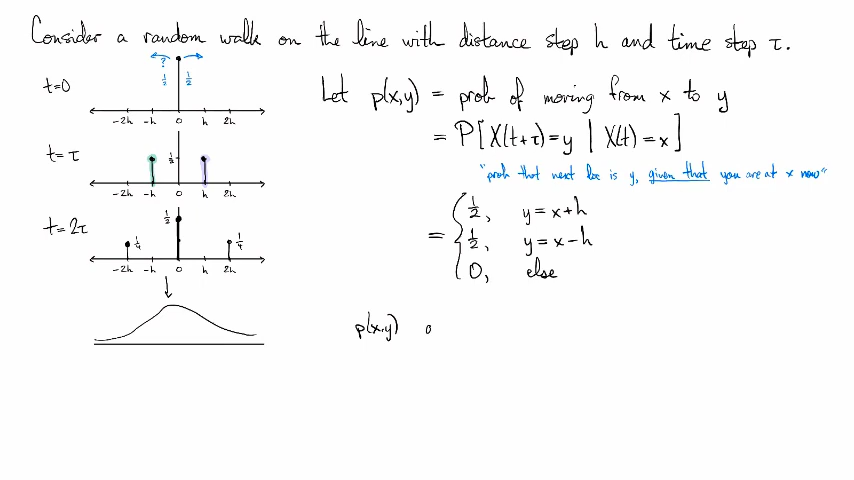 Consider a random walk on the line with distance step h and time step τ.
t=0
?
1/2 1/2
-2h -h 0 h 2h
t=τ
1/2
-2h -h 0 h 2h
t=2τ
1/2
1/4 1/4
-2h -h 0 h 2h
Let p(x,y) = prob of moving from x to y
= P[X(t+τ)=y | X(t)=x]
"prob that next loc is y, given that you are at x now"
= { 1/2, y=x+h
1/2, y=x-h
0, else
p(x,y) o